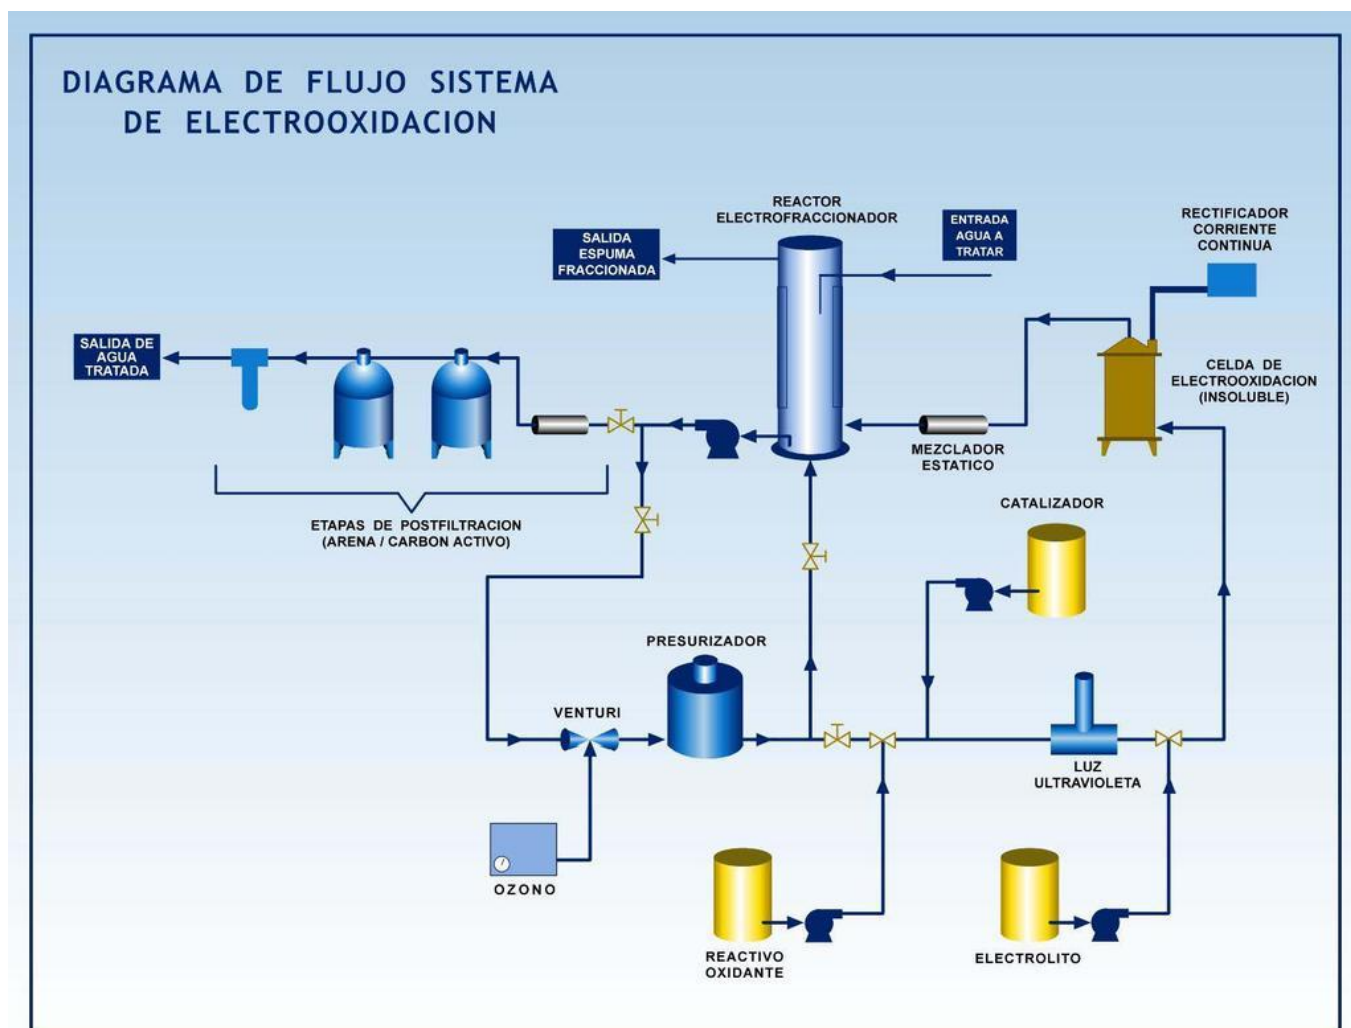 DIAGRAMA DE FLUJO SISTEMA
DE ELECTROOXIDACION
REACTOR
ELECTROFRACCIONADOR
ENTRADA
AGUA A
TRATAR
RECTIFICADOR
CORRIENTE
CONTINUA
SALIDA
ESPUMA
FRACCIONADA
SALIDA DE
AGUA
TRATADA
CELDA DE
ELECTROOXIDACION
(INSOLUBLE)
MEZCLADOR
ESTATICO
ETAPAS DE POSTFILTRACION
(ARENA / CARBON ACTIVO)
CATALIZADOR
PRESURIZADOR
VENTURI
LUZ
ULTRAVIOLETA
OZONO
REACTIVO
OXIDANTE
ELECTROLITO